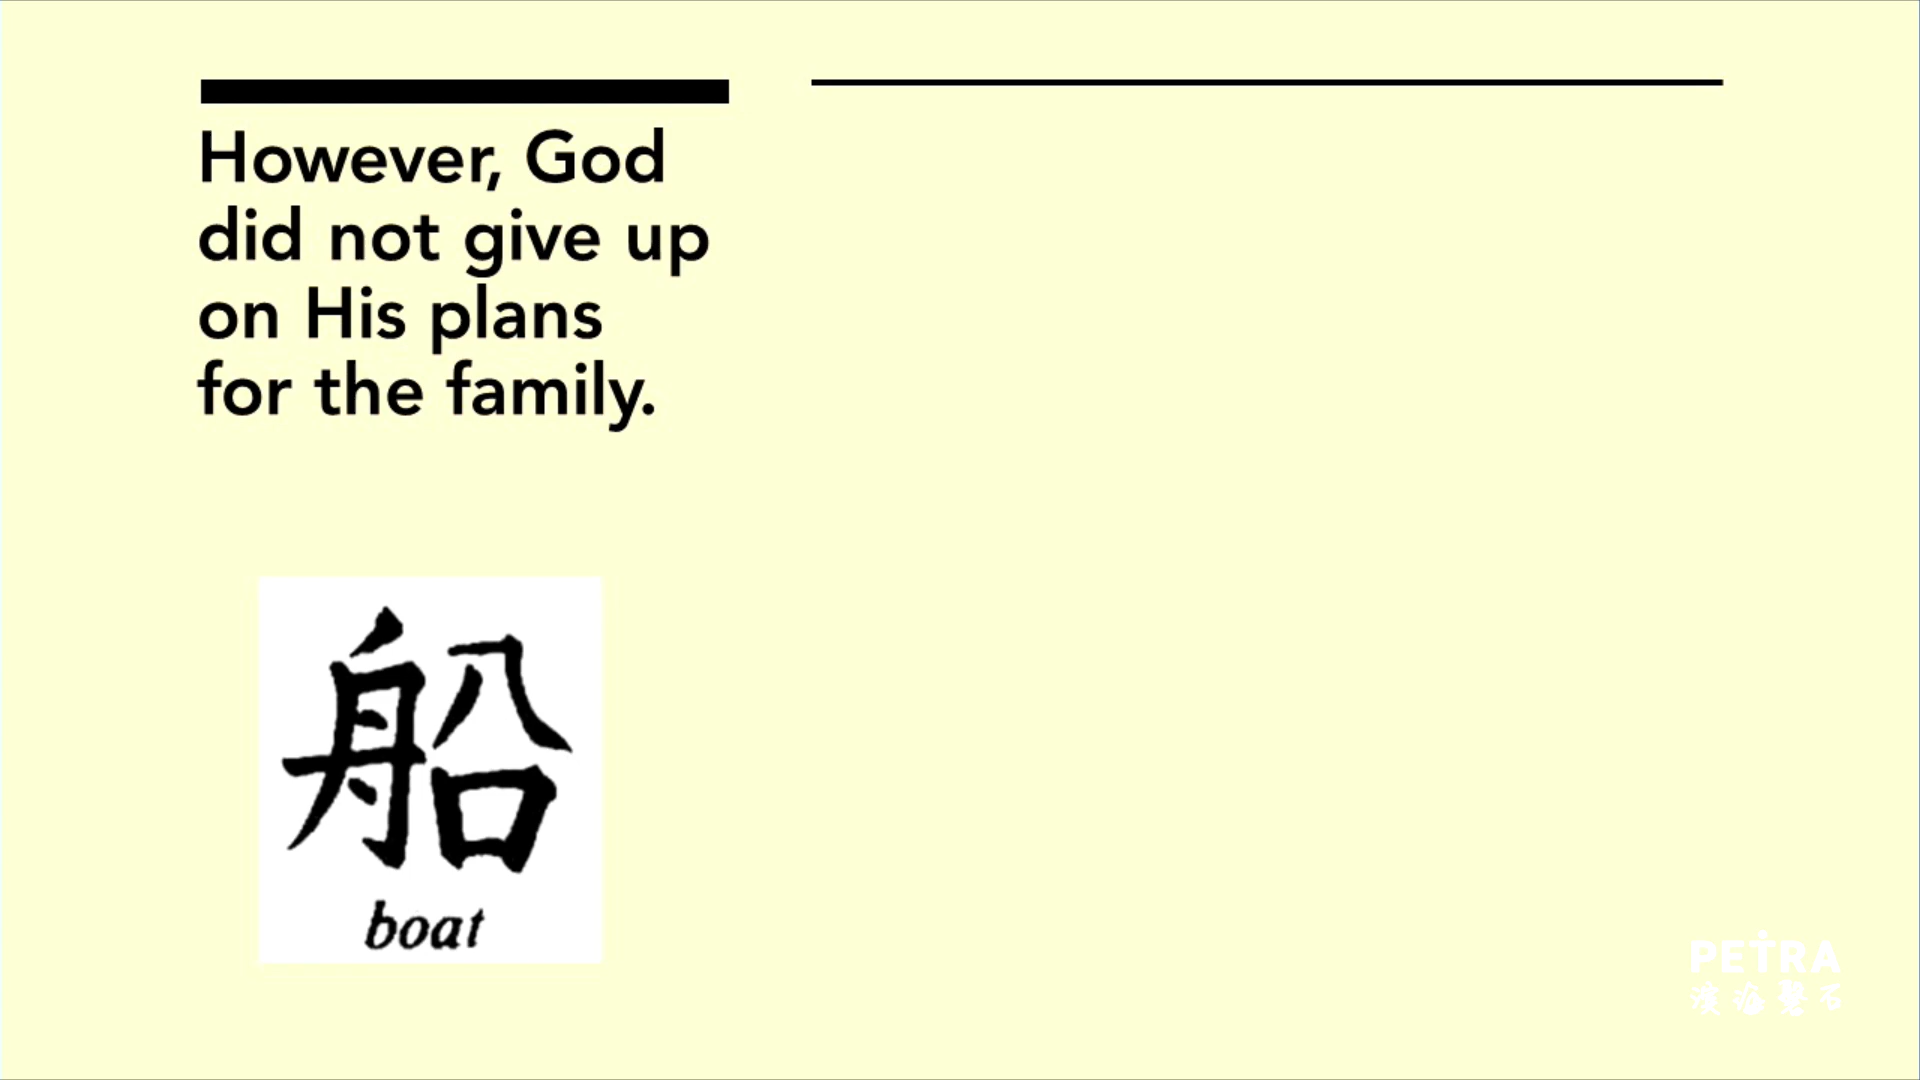 However, God
did not give up
on His plans
for the family.
船
boat
PETRA